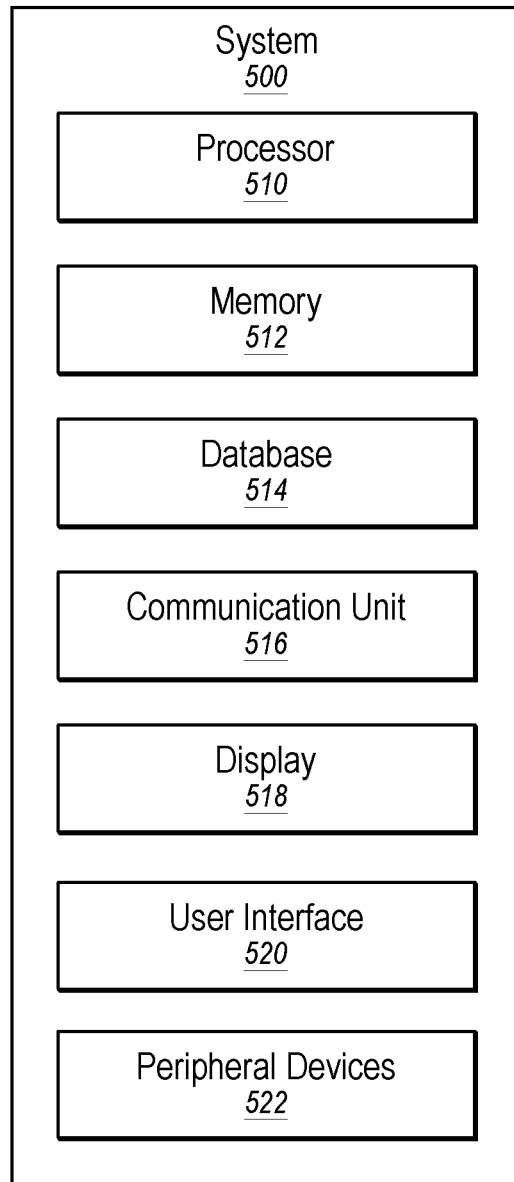 System
500
Processor
510
Memory
512
Database
514
Communication Unit
516
Display
518
User Interface
520
Peripheral Devices
522